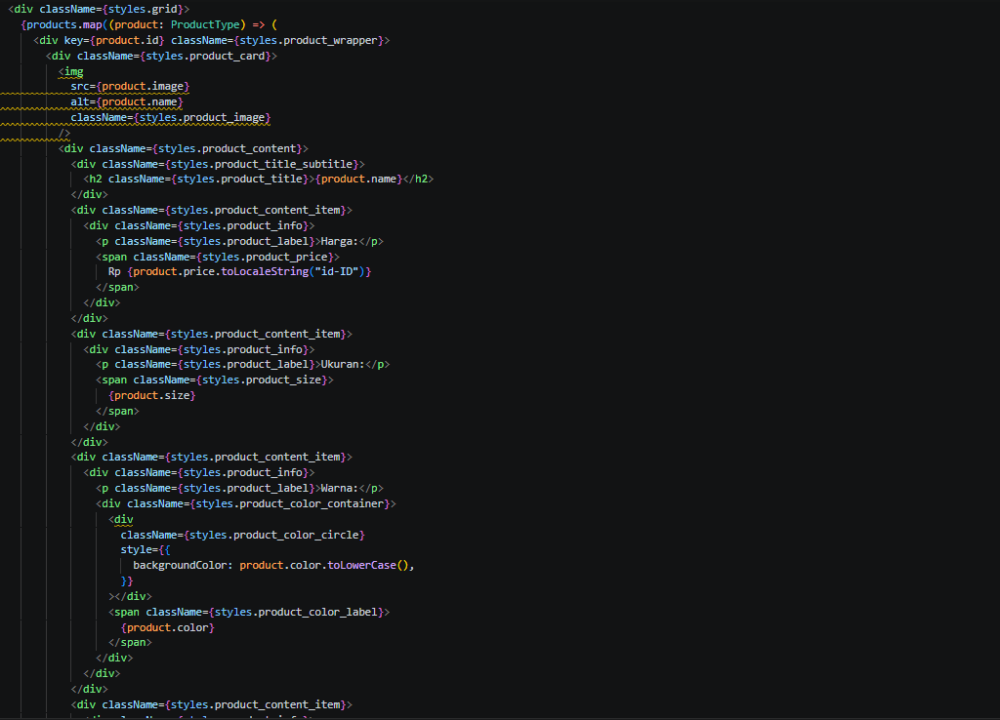 <div className={styles.grid}>
{products.map((product: ProductType) => (
<div key={product.id} className={styles.product_wrapper}>
<div className={styles.product_card}>
<img
src={product.image}
alt={product.name}
className={styles.product_image}
/>
<div className={styles.product_content}>
<div className={styles.product_title_subtitle}>
<h2 className={styles.product_title}>{product.name}</h2>
</div>
<div className={styles.product_content_item}>
<div className={styles.product_info}>
<p className={styles.product_label}>Harga:</p>
<span className={styles.product_price}>
Rp {product.price.toLocaleString("id-ID")}
</span>
</div>
</div>
<div className={styles.product_content_item}>
<div className={styles.product_info}>
<p className={styles.product_label}>Ukuran:</p>
<span className={styles.product_size}>
{product.size}
</span>
</div>
</div>
<div className={styles.product_content_item}>
<div className={styles.product_info}>
<p className={styles.product_label}>Warna:</p>
<div className={styles.product_color_container}>
<div
className={styles.product_color_circle}
style={{
backgroundColor: product.color.toLowerCase(),
}}
></div>
<span className={styles.product_color_label}>
{product.color}
</span>
</div>
</div>
</div>
<div className={styles.product_content_item}>